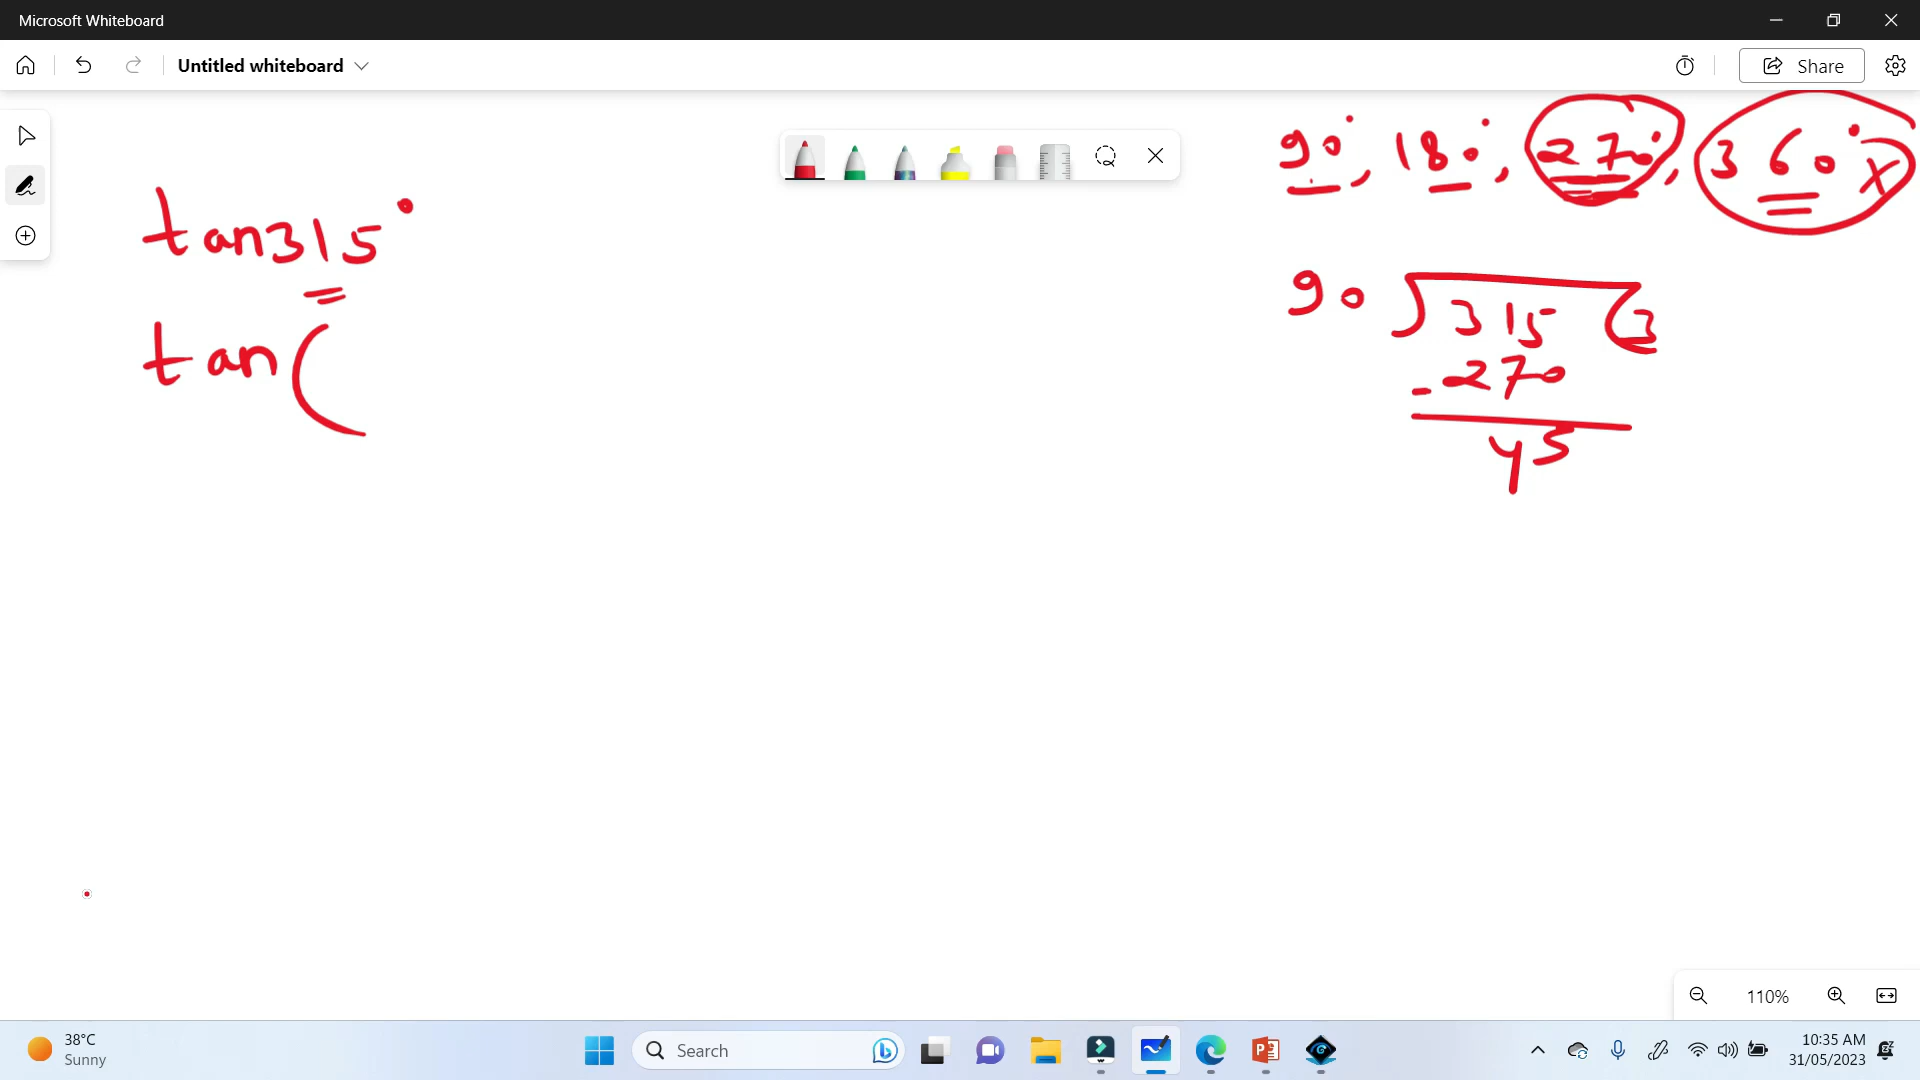 Microsoft Whiteboard
Untitled whiteboard
Share
90°, 180°, 270°, 360° x
tan315°
tan(
90 ) 315 ( 3
- 270
45
110%
38°C
Sunny
Search
10:35 AM
31/05/2023